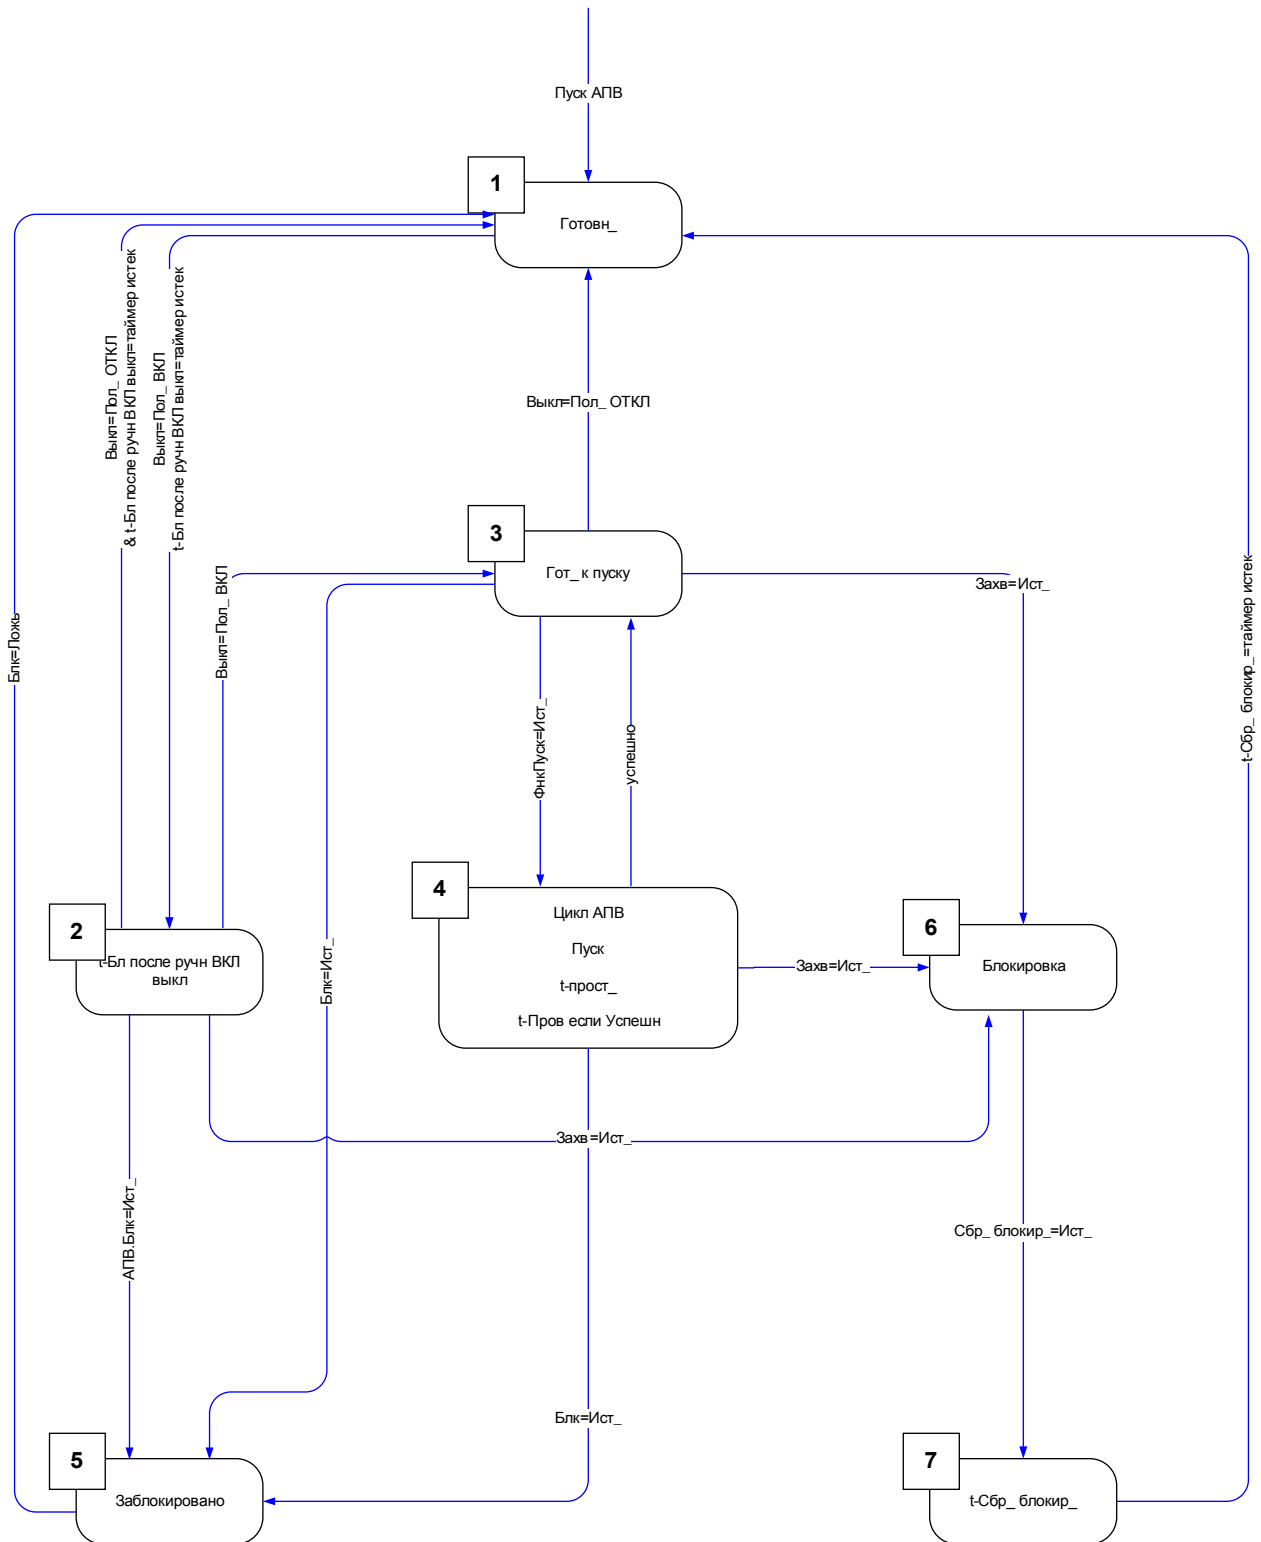 Пуск АПВ
1
Готовн_
Выкл=Пол_ ОТКЛ
& t-Бл после ручн ВКЛ выкл=таймер истек
Выкл=Пол_ ВКЛ
t-Бл после ручн ВКЛ выкл=таймер истек
Выкл=Пол_ ОТКЛ
3
Гот_ к пуску
Захв=Ист_
Выкл=Пол_ ВКЛ
Блк=Ложь
t-Сбр_ блокир_=таймер истек
ФнкПуск=Ист_
успешно
4
Цикл АПВ
Пуск
t-прост_
t-Пров если Успешн
2
t-Бл после ручн ВКЛ
выкл
6
Блокировка
Захв=Ист_
Блк=Ист_
Захв=Ист_
АПВ.Блк=Ист_
Сбр_ блокир_=Ист_
Блк=Ист_
5
Заблокировано
7
t-Сбр_ блокир_